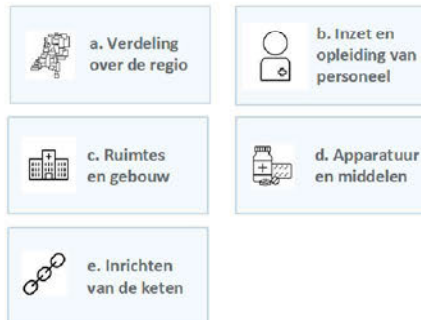 a. Verdeling
over de regio
b. Inzet en
opleiding van
personeel
c. Ruimtes
en gebouw
d. Apparatuur
en middelen
e. Inrichten
van de keten